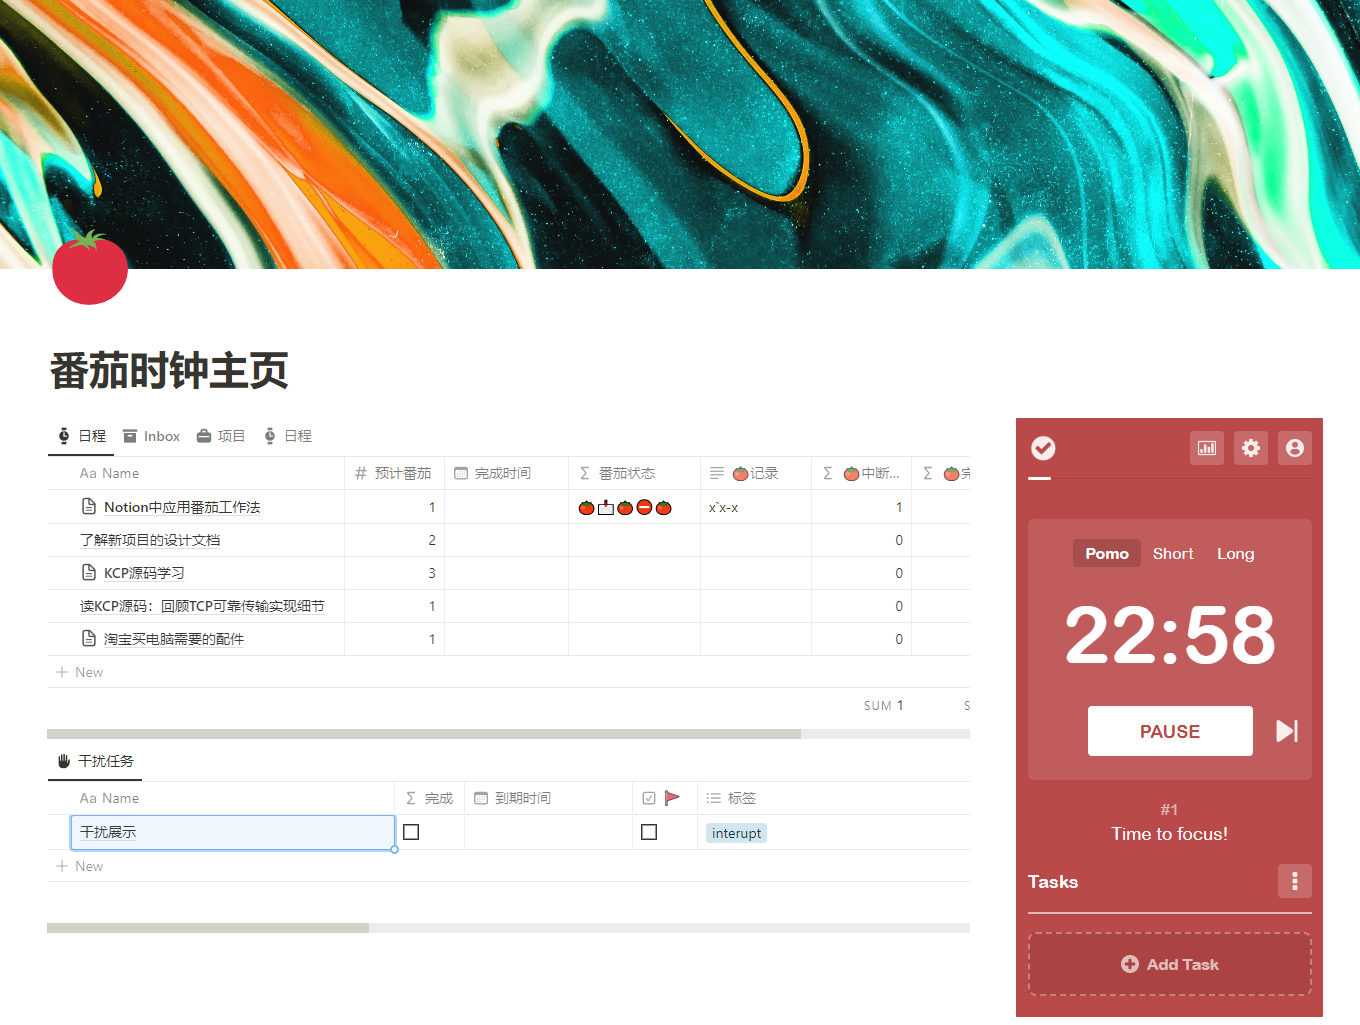 番茄时钟主页
日程 Inbox 项目 日程
Aa Name # 预计番茄 完成时间 Σ 番茄状态 🍅记录 Σ 🍅中断... Σ 🍅
Notion中应用番茄工作法 1 🍅📩🍅⛔🍅 x`x-x 1
了解新项目的设计文档 2 0
KCP源码学习 3 0
读KCP源码：回顾TCP可靠传输实现细节 1 0
淘宝买电脑需要的配件 1 0
+ New
SUM 1 S
干扰任务
Aa Name Σ 完成 到期时间 🚩 标签
干扰展示 interupt
+ New
Pomo Short Long
22:58
PAUSE
#1
Time to focus!
Tasks
Add Task